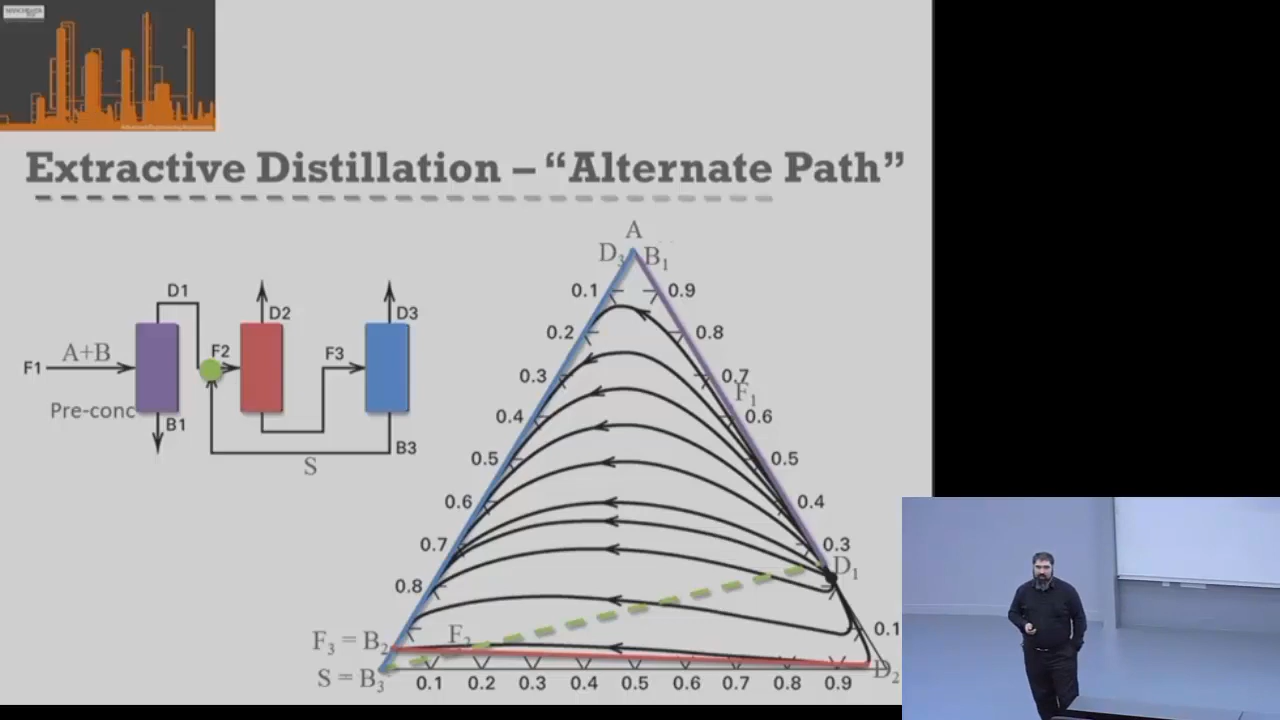 MANCHESTER
Extractive Distillation – “Alternate Path”
A
D3 B1
0.1 0.9
D1
0.2 0.8
D2 D3
A+B F2 F3
F1
0.3 0.7
F1
Pre-conc
0.4 0.6
B1
B3
0.5 0.5
S
0.6 0.4
0.7 0.3
D1
0.8
0.1
F3 = B2 F2
S = B3 D2
0.1 0.2 0.3 0.4 0.5 0.6 0.7 0.8 0.9